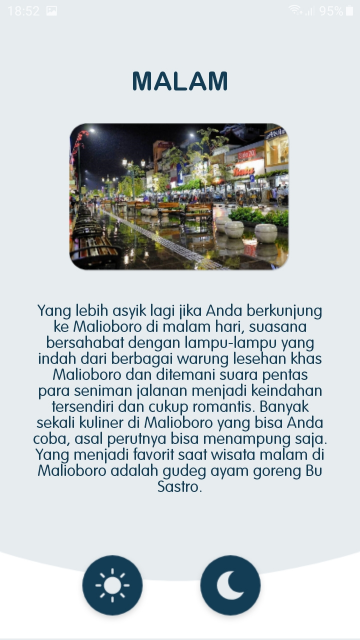 18:52
95%
MALAM
Yang lebih asyik lagi jika Anda berkunjung
ke Malioboro di malam hari, suasana
bersahabat dengan lampu-lampu yang
indah dari berbagai warung lesehan khas
Malioboro dan ditemani suara pentas
para seniman jalanan menjadi keindahan
tersendiri dan cukup romantis. Banyak
sekali kuliner di Malioboro yang bisa Anda
coba, asal perutnya bisa menampung saja.
Yang menjadi favorit saat wisata malam di
Malioboro adalah gudeg ayam goreng Bu
Sastro.